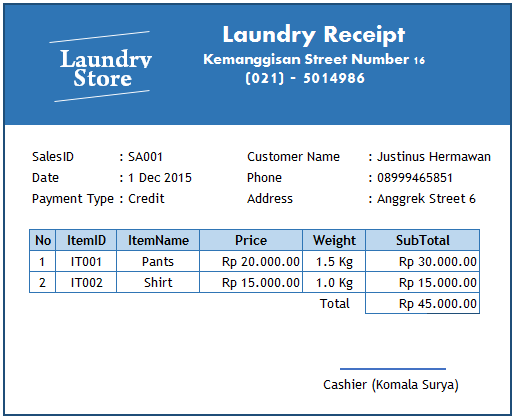 Laundry Receipt
Laundry
Store
Kemanggisan Street Number 16
(021) - 5014986
SalesID : SA001 Customer Name : Justinus Hermawan
Date : 1 Dec 2015 Phone : 08999465851
Payment Type : Credit Address : Anggrek Street 6
No ItemID ItemName Price Weight SubTotal
1 IT001 Pants Rp 20.000.00 1.5 Kg Rp 30.000.00
2 IT002 Shirt Rp 15.000.00 1.0 Kg Rp 15.000.00
Total Rp 45.000.00
Cashier (Komala Surya)